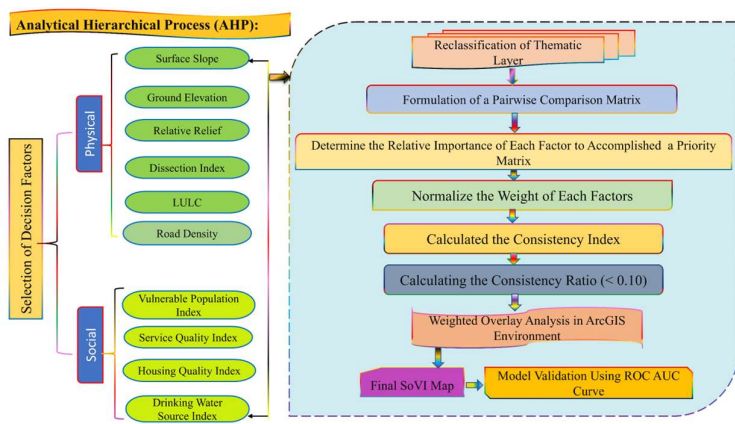 Analytical Hierarchical Process (AHP):
Selection of Decision Factors
Physical
Surface Slope
Ground Elevation
Relative Relief
Dissection Index
LULC
Road Density
Social
Vulnerable Population
Index
Service Quality Index
Housing Quality Index
Drinking Water
Source Index
Reclassification of Thematic
Layer
Formulation of a Pairwise Comparison Matrix
Determine the Relative Importance of Each Factor to Accomplished a Priority
Matrix
Normalize the Weight of Each Factors
Calculated the Consistency Index
Calculating the Consistency Ratio (< 0.10)
Weighted Overlay Analysis in ArcGIS
Environment
Final SoVI Map
Model Validation Using ROC AUC
Curve